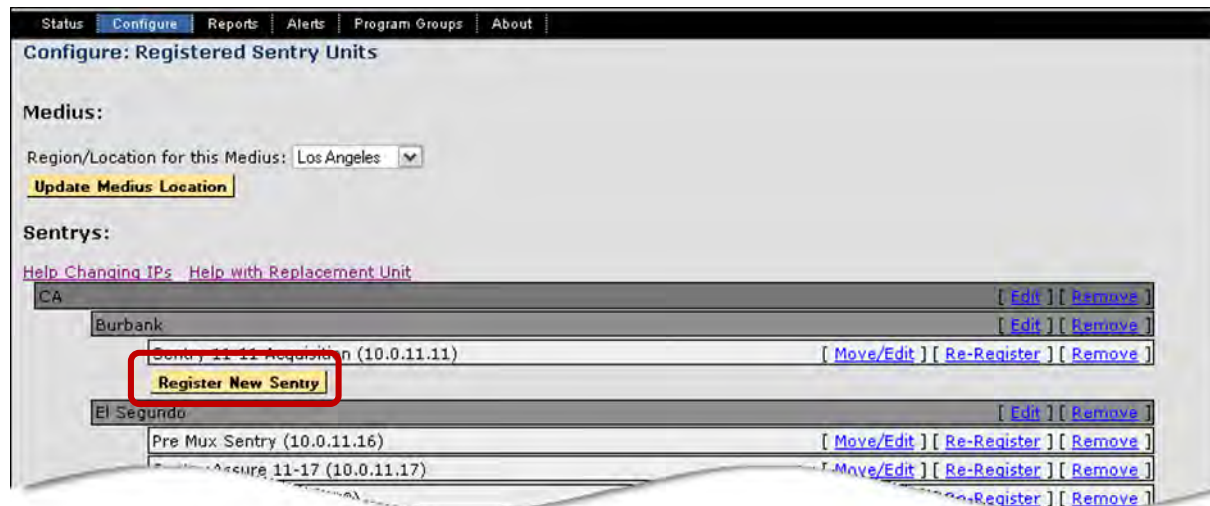 Status Configure Reports Alerts Program Groups About
Configure: Registered Sentry Units
Medius:
Region/Location for this Medius: Los Angeles
Update Medius Location
Sentrys:
Help Changing IPs Help with Replacement Unit
CA [ Edit ] [ Remove ]
Burbank [ Edit ] [ Remove ]
Sentry 11-11 Acquisition (10.0.11.11) [ Move/Edit ] [ Re-Register ] [ Remove ]
Register New Sentry
El Segundo [ Edit ] [ Remove ]
Pre Mux Sentry (10.0.11.16) [ Move/Edit ] [ Re-Register ] [ Remove ]
Assure 11-17 (10.0.11.17) [ Move/Edit ] [ Re-Register ] [ Remove ]
Re-Register ] [ Remove ]